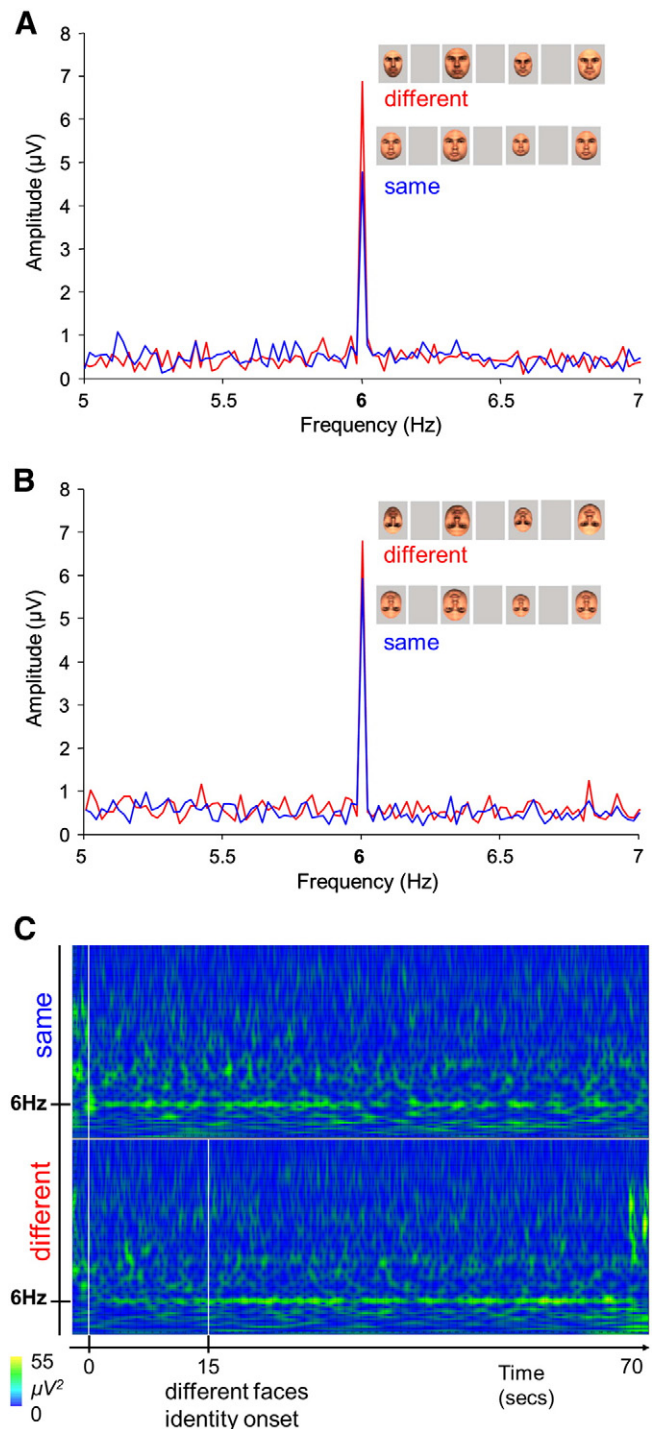 A
8
7
6
5
4
3
2
1
0
Amplitude (µV)
different
same
5
5.5
6
6.5
7
Frequency (Hz)
B
8
7
6
5
4
3
2
1
0
Amplitude (µV)
different
same
5
5.5
6
6.5
7
Frequency (Hz)
C
same
6Hz
different
6Hz
55
µV²
0
0
15
70
different faces
identity onset
Time
(secs)